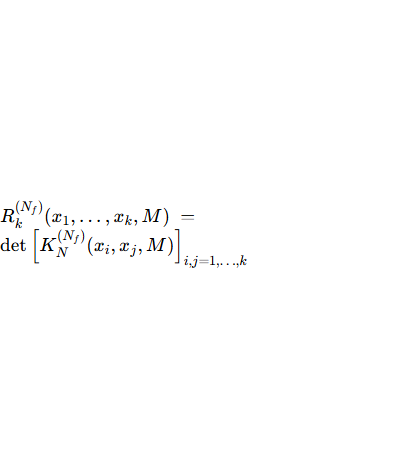 $R_k^{(N_f)}(x_1, \ldots, x_k, M) \; =$
$\det \left[ K_N^{(N_f)}(x_i, x_j, M) \right]_{i,j=1,\ldots,k}$